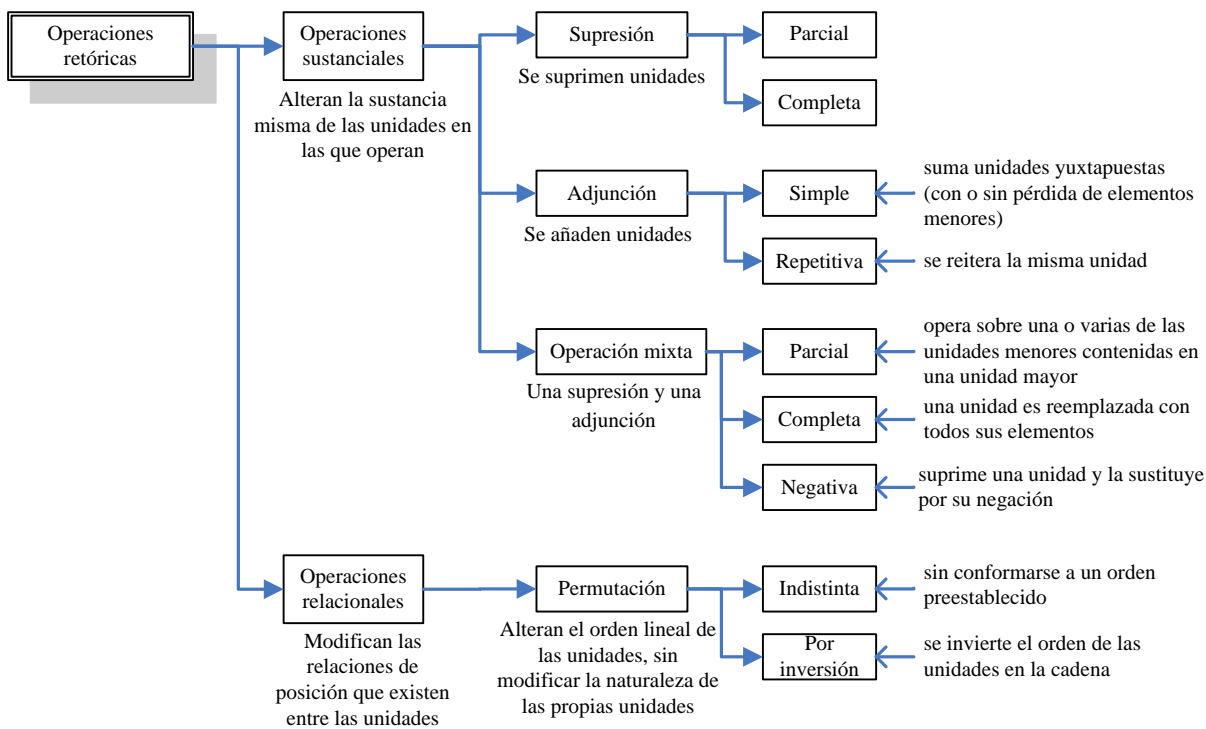 Operaciones
retóricas
Operaciones
sustanciales
Alteran la sustancia
misma de las unidades en
las que operan
Supresión
Se suprimen unidades
Parcial
Completa
Adjunción
Se añaden unidades
Simple
suma unidades yuxtapuestas
(con o sin pérdida de elementos
menores)
Repetitiva
se reitera la misma unidad
Operación mixta
Una supresión y una
adjunción
Parcial
opera sobre una o varias de las
unidades menores contenidas en
una unidad mayor
Completa
una unidad es reemplazada con
todos sus elementos
Negativa
suprime una unidad y la sustituye
por su negación
Operaciones
relacionales
Modifican las
relaciones de
posición que existen
entre las unidades
Permutación
Alteran el orden lineal de
las unidades, sin
modificar la naturaleza de
las propias unidades
Indistinta
sin conformarse a un orden
preestablecido
Por
inversión
se invierte el orden de las
unidades en la cadena